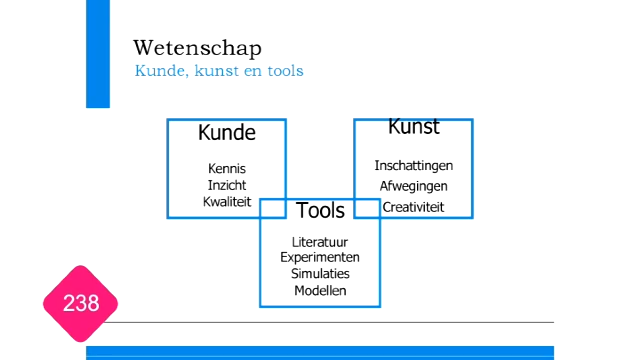 Wetenschap
Kunde, kunst en tools
Kunde
Kennis
Inzicht
Kwaliteit
Kunst
Inschattingen
Afwegingen
Creativiteit
Tools
Literatuur
Experimenten
Simulaties
Modellen
238